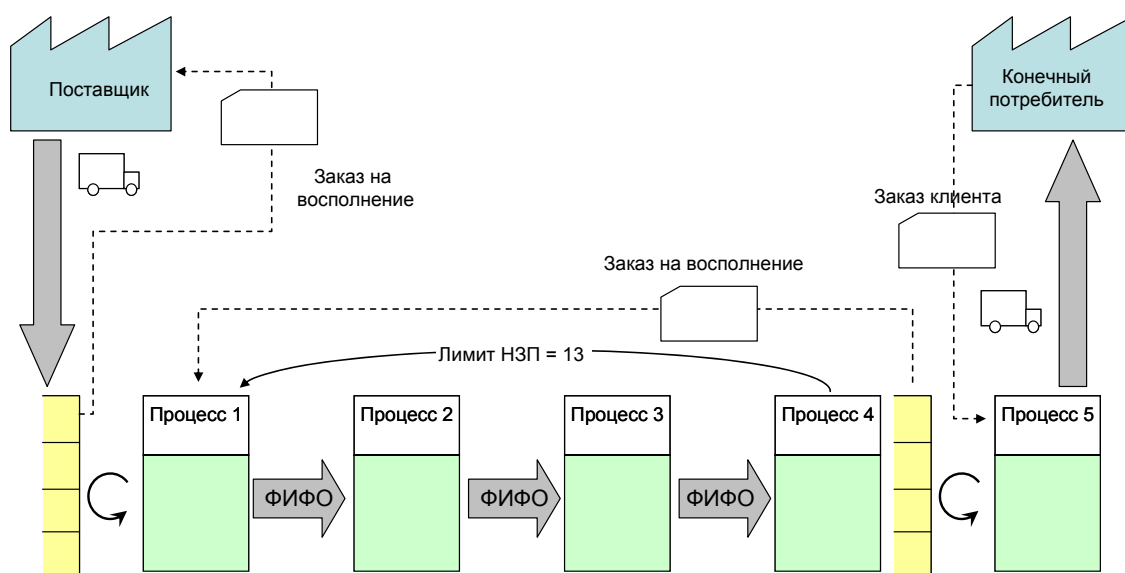 Поставщик
Конечный
потребитель
Заказ на
восполнение
Заказ клиента
Заказ на восполнение
Лимит НЗП = 13
Процесс 1
Процесс 2
Процесс 3
Процесс 4
Процесс 5
ФИФО
ФИФО
ФИФО